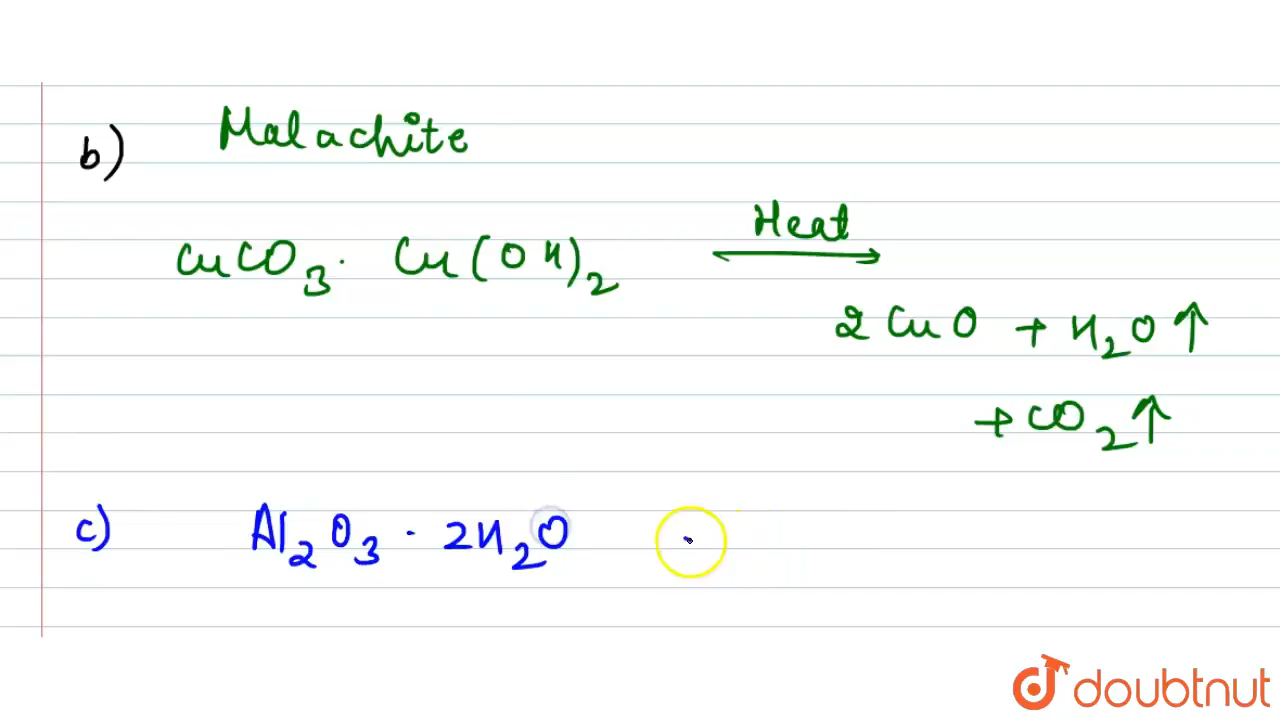 b) Malachite
CuCO₃. Cu(OH)₂ Heat →
2CuO + H₂O↑
+ CO₂↑
c) Al₂O₃ · 2H₂O
doubtnut